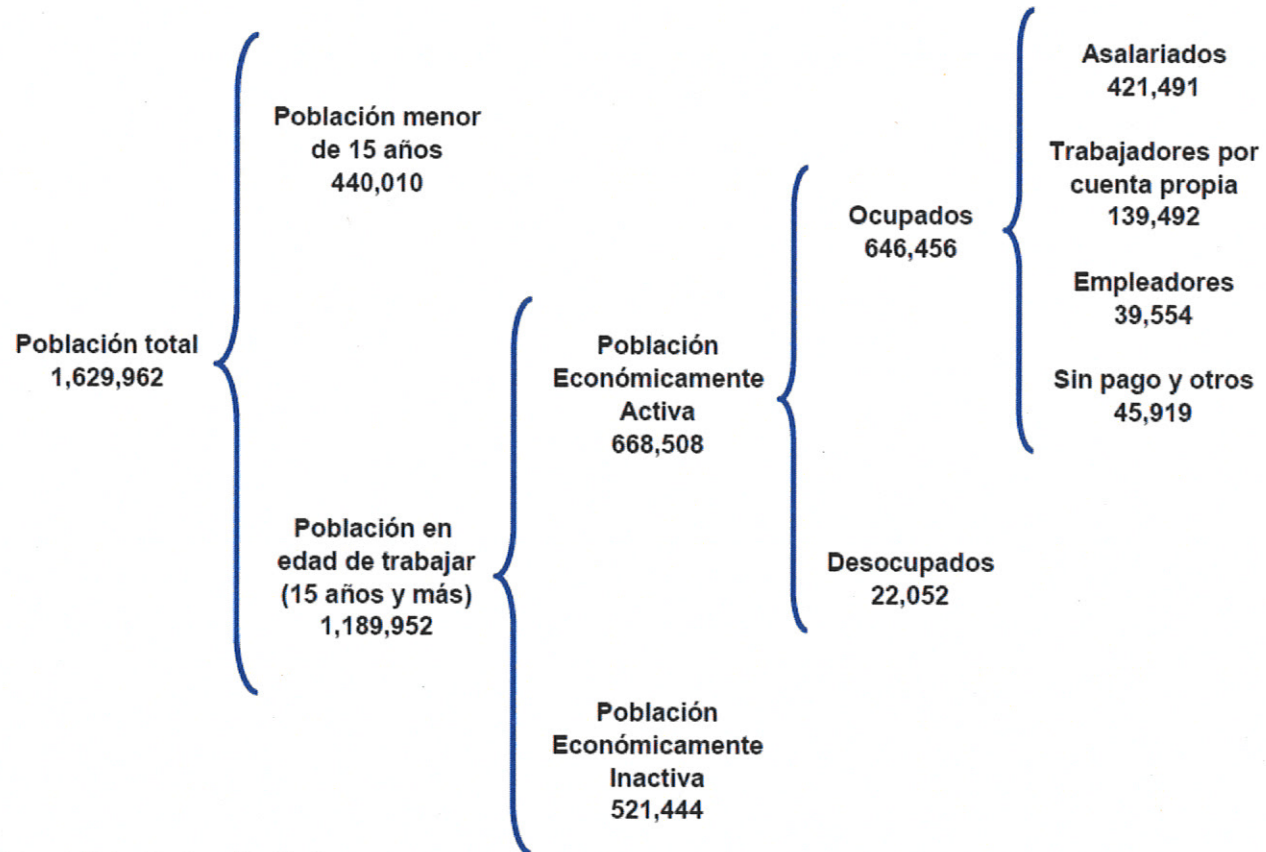 Población total
1,629,962
Población menor
de 15 años
440,010
Población en
edad de trabajar
(15 años y más)
1,189,952
Población
Económicamente
Activa
668,508
Población
Económicamente
Inactiva
521,444
Ocupados
646,456
Desocupados
22,052
Asalariados
421,491
Trabajadores por
cuenta propia
139,492
Empleadores
39,554
Sin pago y otros
45,919